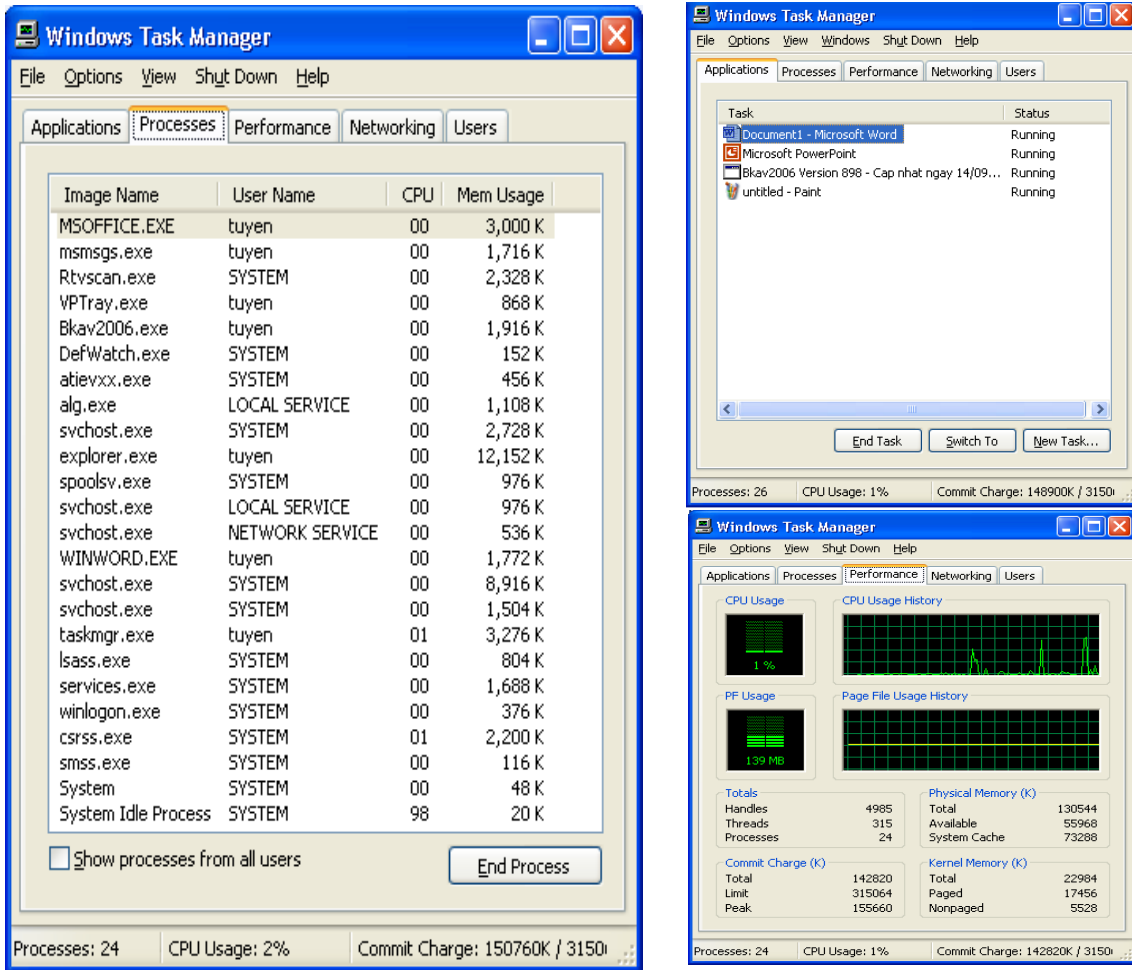 Windows Task Manager
File Options View Shut Down Help
Applications Processes Performance Networking Users
Image Name User Name CPU Mem Usage
MSOFFICE.EXE tuyen 00 3,000 K
msmsgs.exe tuyen 00 1,716 K
Rtvscan.exe SYSTEM 00 2,328 K
VPTray.exe tuyen 00 868 K
Bkav2006.exe tuyen 00 1,916 K
DefWatch.exe SYSTEM 00 152 K
atievxx.exe SYSTEM 00 456 K
alg.exe LOCAL SERVICE 00 1,108 K
svchost.exe SYSTEM 00 2,728 K
explorer.exe tuyen 00 12,152 K
spoolsv.exe SYSTEM 00 976 K
svchost.exe LOCAL SERVICE 00 976 K
svchost.exe NETWORK SERVICE 00 536 K
WINWORD.EXE tuyen 00 1,772 K
svchost.exe SYSTEM 00 8,916 K
svchost.exe SYSTEM 00 1,504 K
taskmgr.exe tuyen 01 3,276 K
lsass.exe SYSTEM 00 804 K
services.exe SYSTEM 00 1,688 K
winlogon.exe SYSTEM 00 376 K
csrss.exe SYSTEM 01 2,200 K
smss.exe SYSTEM 00 116 K
System SYSTEM 00 48 K
System Idle Process SYSTEM 98 20 K
Show processes from all users End Process
Processes: 24 CPU Usage: 2% Commit Charge: 150760K / 3150
Windows Task Manager
File Options View Windows Shut Down Help
Applications Processes Performance Networking Users
Task Status
Document1 - Microsoft Word Running
Microsoft PowerPoint Running
Bkav2006 Version 898 - Cap nhat ngay 14/09... Running
untitled - Paint Running
End Task Switch To New Task...
Processes: 26 CPU Usage: 1% Commit Charge: 148900K / 3150
Windows Task Manager
File Options View Shut Down Help
Applications Processes Performance Networking Users
CPU Usage CPU Usage History
1 %
PF Usage Page File Usage History
139 MB
Totals Physical Memory (K)
Handles 4985 Total 130544
Threads 315 Available 55968
Processes 24 System Cache 73288
Commit Charge (K) Kernel Memory (K)
Total 142820 Total 22984
Limit 315064 Paged 17456
Peak 155660 Nonpaged 5528
Processes: 24 CPU Usage: 1% Commit Charge: 142820K / 3150